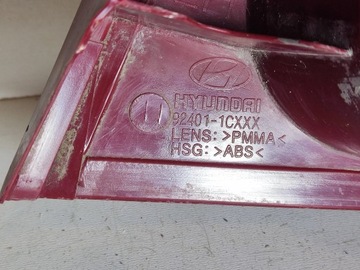 HYUNDAI
92401-1CXXX
LENS: >PMMA<
HSG: >ABS<